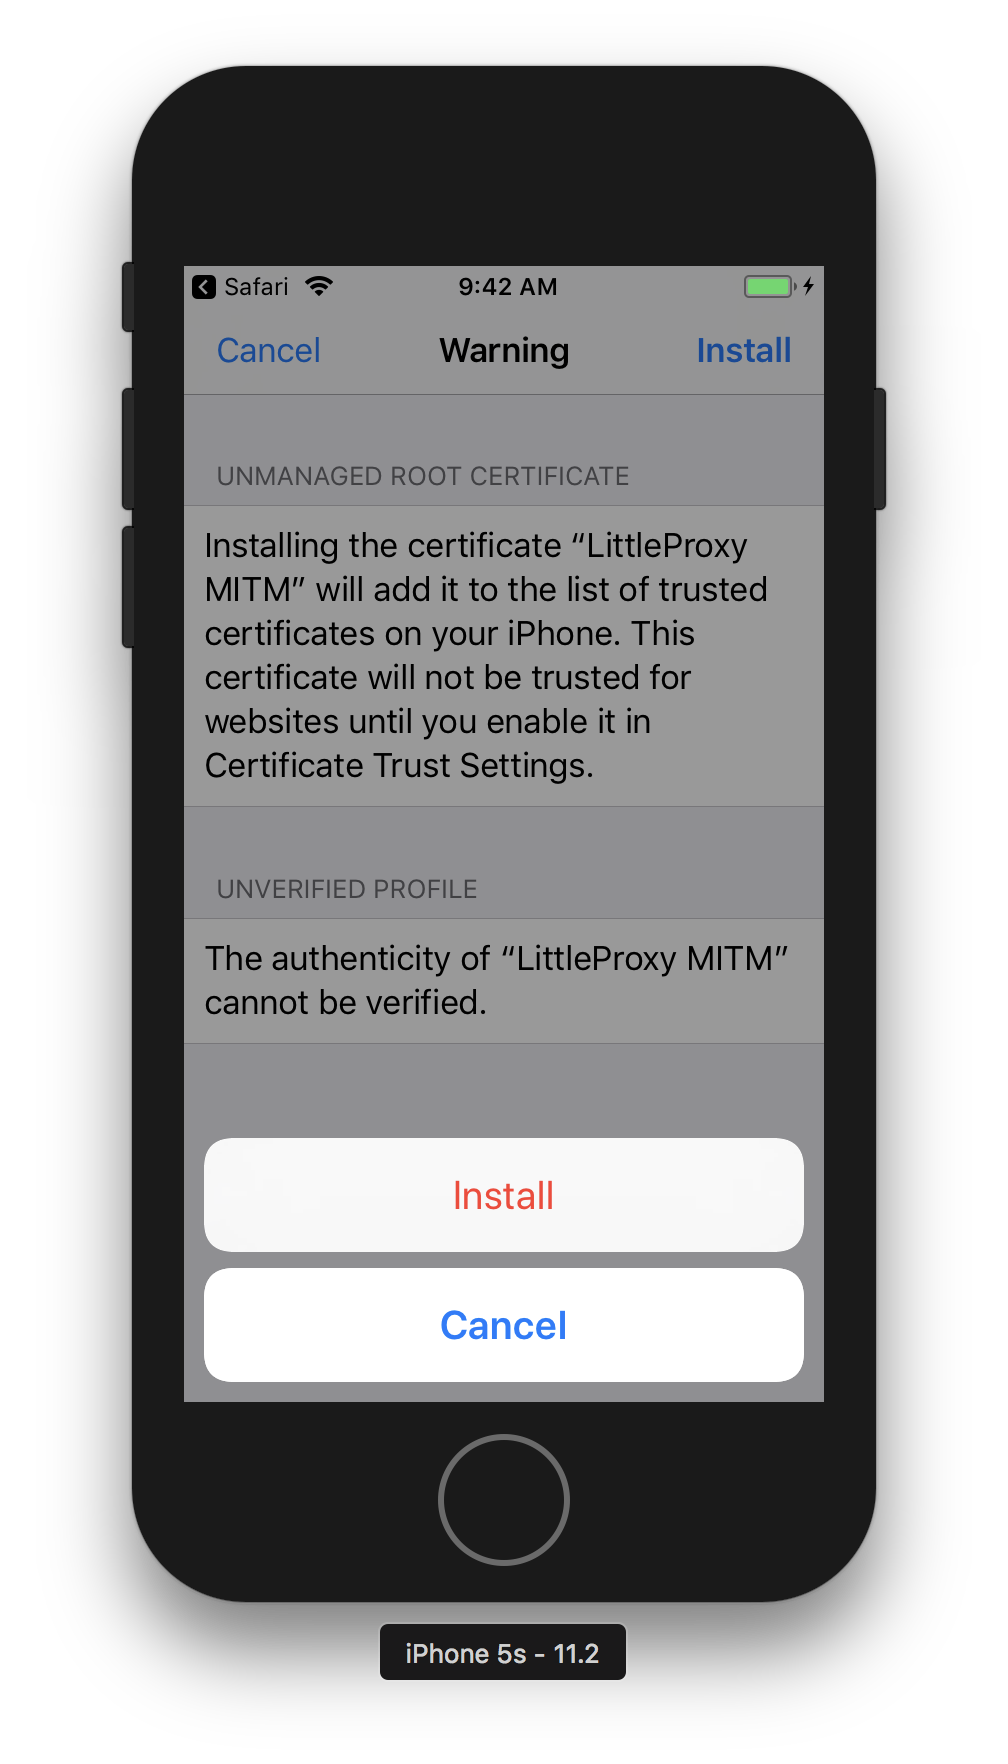 Safari 9:42 AM
Cancel Warning Install
UNMANAGED ROOT CERTIFICATE
Installing the certificate “LittleProxy
MITM” will add it to the list of trusted
certificates on your iPhone. This
certificate will not be trusted for
websites until you enable it in
Certificate Trust Settings.
UNVERIFIED PROFILE
The authenticity of “LittleProxy MITM”
cannot be verified.
Install
Cancel
iPhone 5s - 11.2